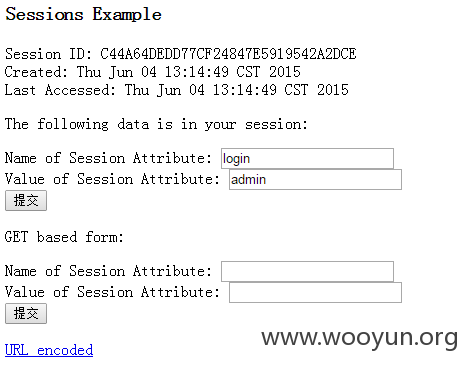 Sessions Example
Session ID: C44A64DEDD77CF24847E5919542A2DCE
Created: Thu Jun 04 13:14:49 CST 2015
Last Accessed: Thu Jun 04 13:14:49 CST 2015
The following data is in your session:
Name of Session Attribute: login
Value of Session Attribute: admin
提交
GET based form:
Name of Session Attribute:
Value of Session Attribute:
提交
www.wooyun.org
URL encoded